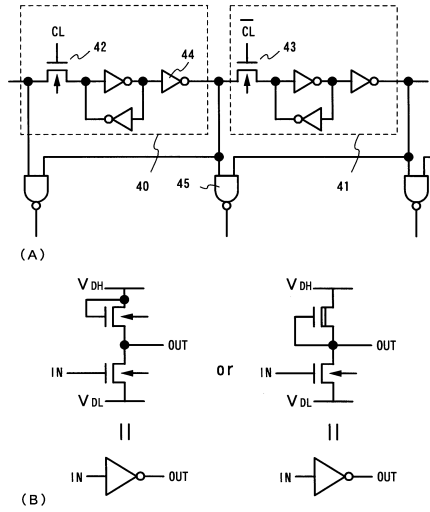 CL
42
44
CL
43
40
45
41
(A)
VDH
VDH
OUT
OUT
IN
or
IN
VDL
VDL
=
=
IN
OUT
IN
OUT
(B)